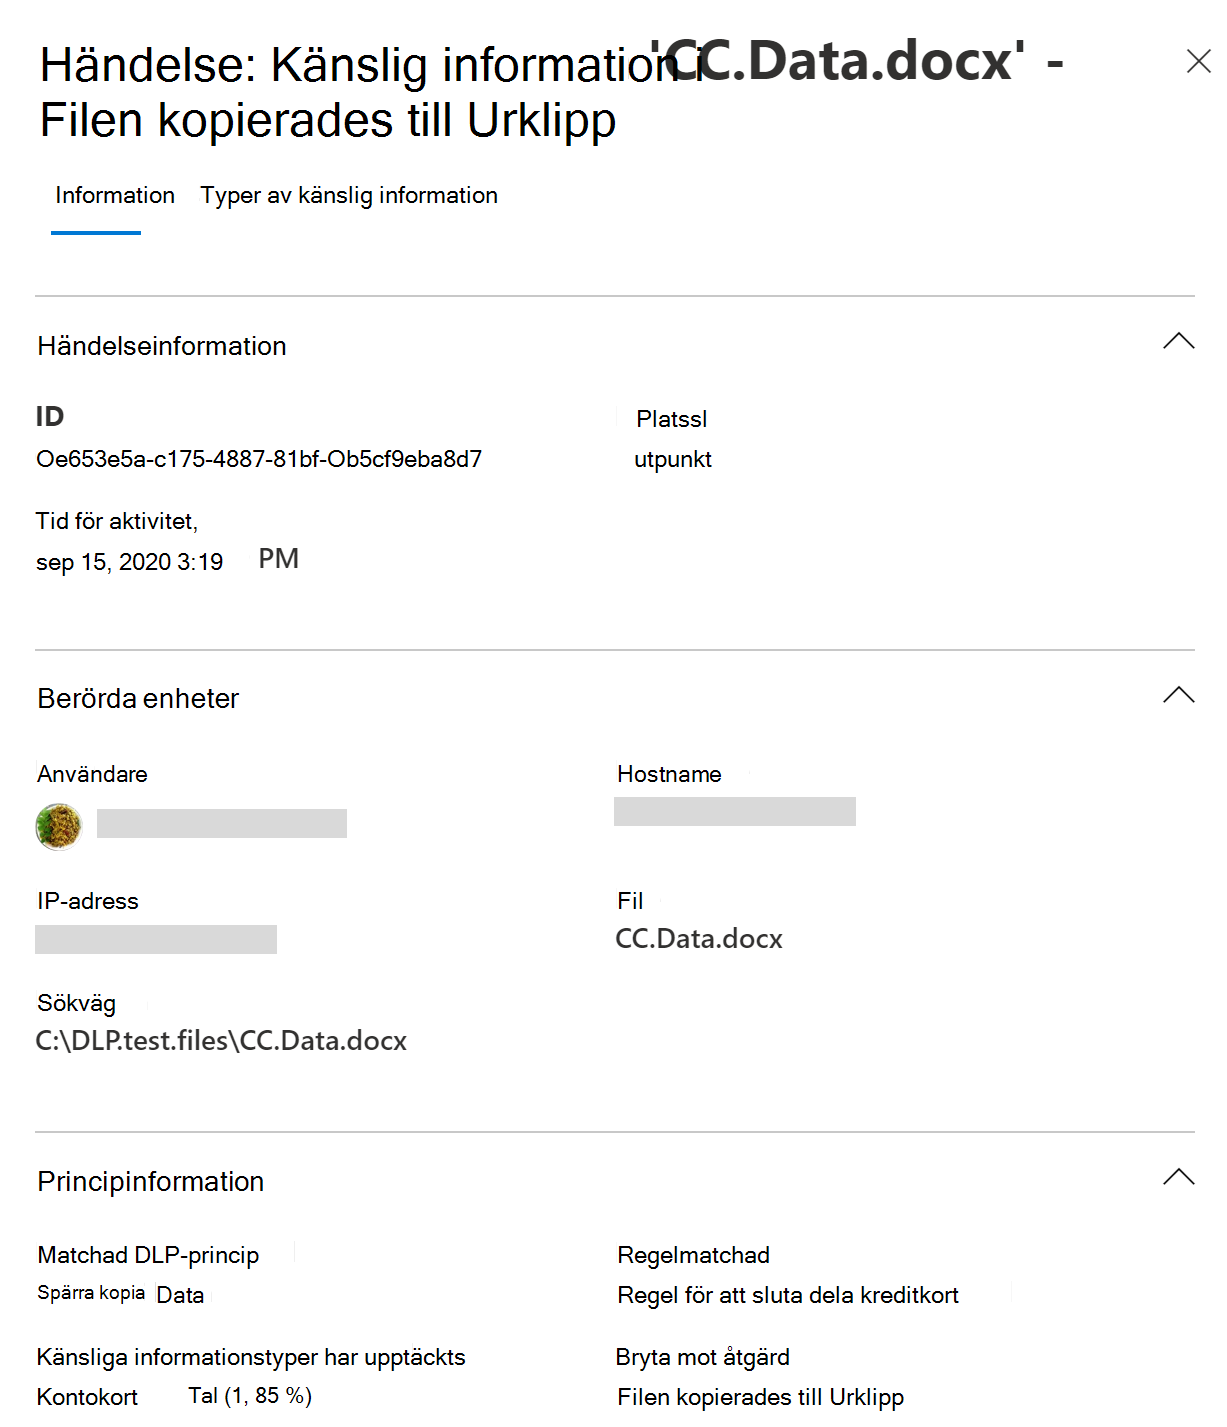 Händelse: Känslig information i 'CC.Data.docx' -
Filen kopierades till Urklipp
Information Typer av känslig information
Händelseinformation
ID
Oe653e5a-c175-4887-81bf-Ob5cf9eba8d7
Platssl
utpunkt
Tid för aktivitet,
sep 15, 2020 3:19 PM
Berörda enheter
Användare
Hostname
IP-adress
Fil
CC.Data.docx
Sökväg
C:\DLP.test.files\CC.Data.docx
Principinformation
Matchad DLP-princip
Spärra kopia Data
Regelmatchad
Regel för att sluta dela kreditkort
Känsliga informationstyper har upptäckts
Kontokort Tal (1, 85 %)
Bryta mot åtgärd
Filen kopierades till Urklipp